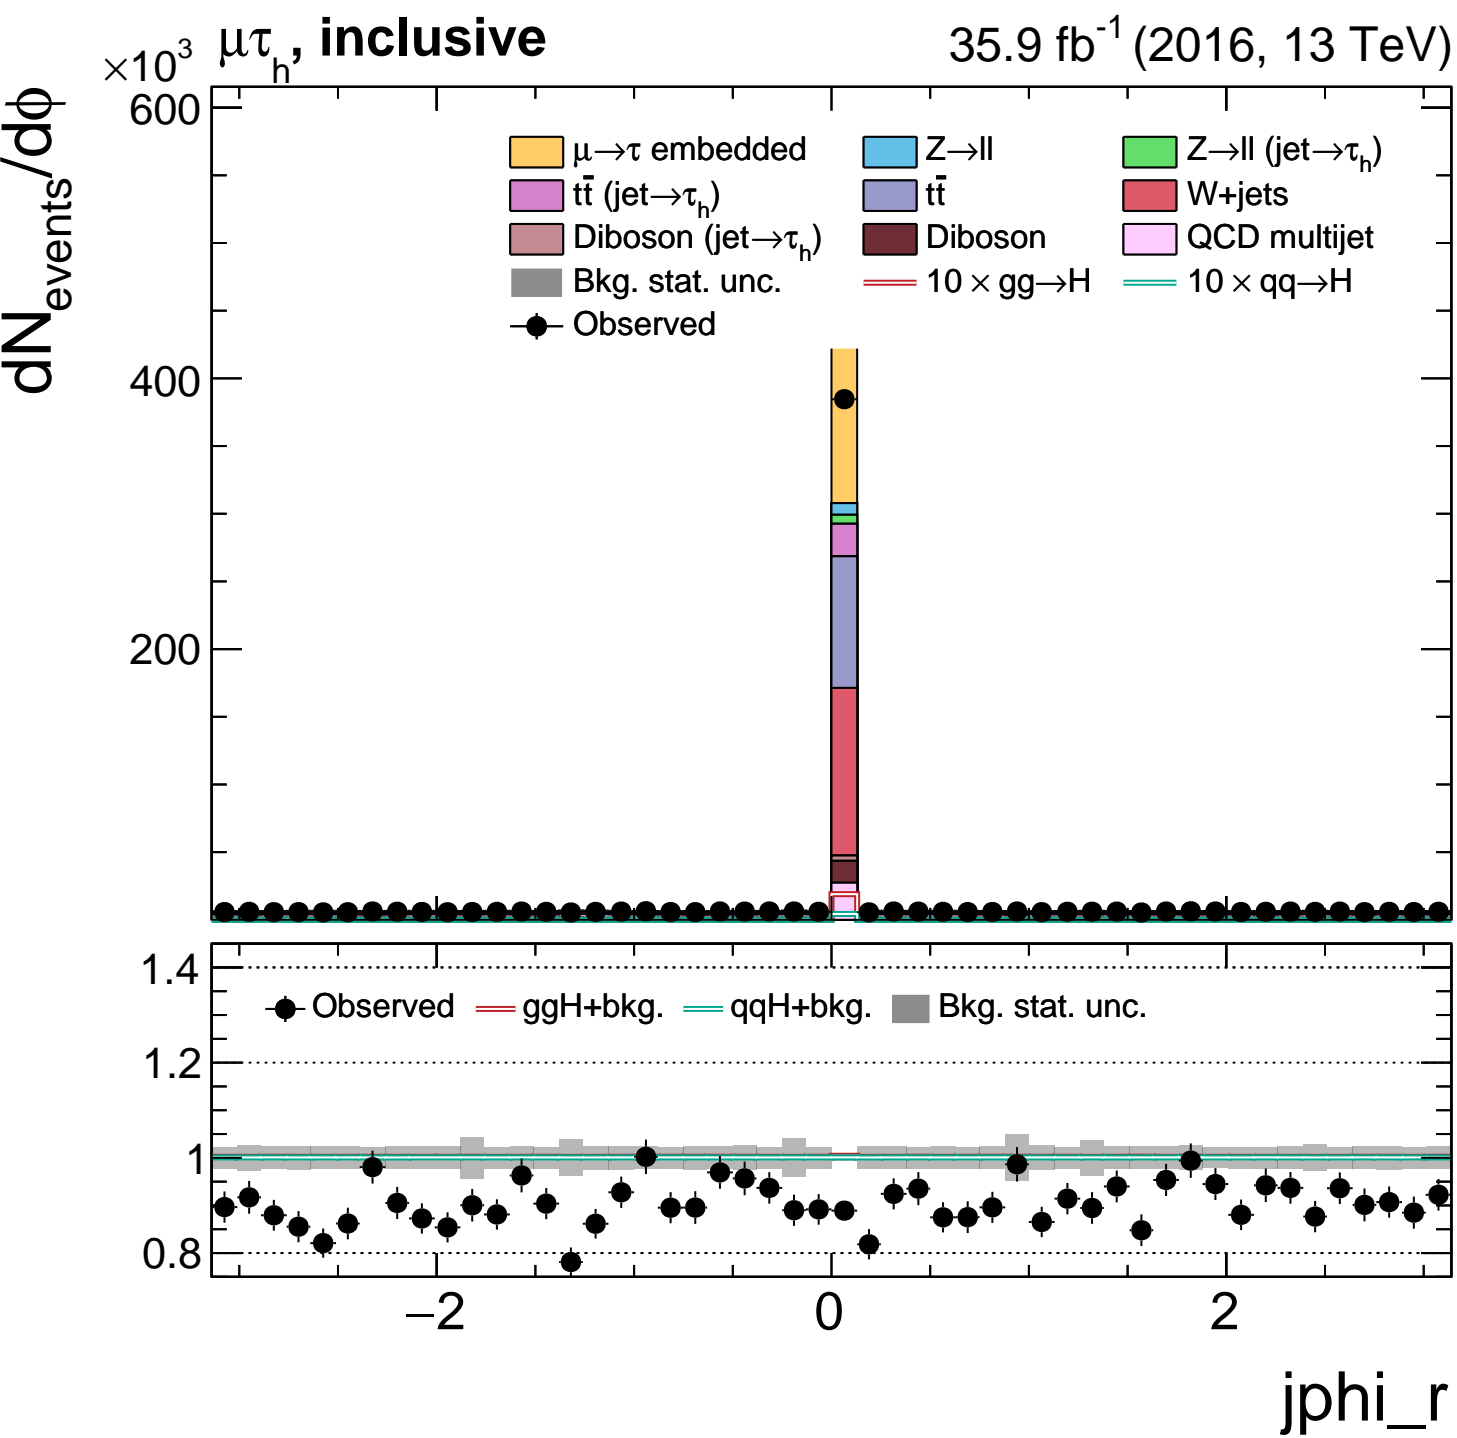 ×10³ μτₕ, inclusive 35.9 fb⁻¹ (2016, 13 TeV)
dN_events/dϕ
600
400
200
μ→τ embedded Z→ll Z→ll (jet→τₕ)
tt̄ (jet→τₕ) tt̄ W+jets
Diboson (jet→τₕ) Diboson QCD multijet
Bkg. stat. unc. 10 × gg→H 10 × qq→H
Observed
1.4
1.2
1
0.8
Observed ggH+bkg. qqH+bkg. Bkg. stat. unc.
−2 0 2
jphi_r